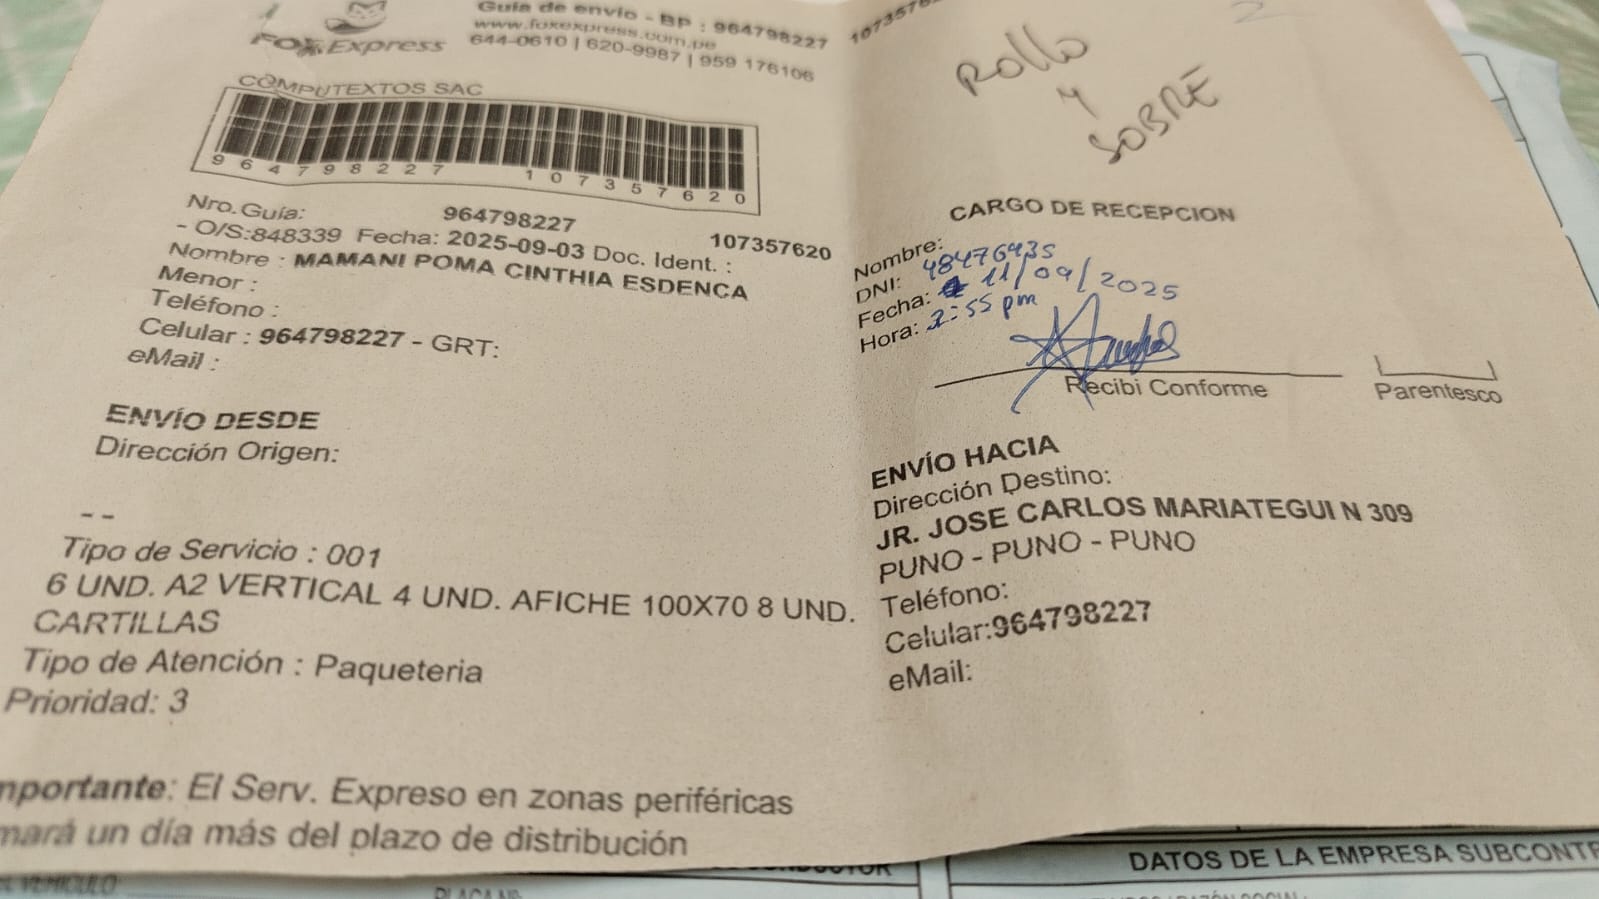 Guía de envío - BP : 964798227
www.foxexpress.com.pe
644-0610 | 620-9987 | 959 176106
Fox Express
COMPUTEXTOS SAC
964798227 107357620
Nro.Guía: 964798227 107357620
- O/S:848339 Fecha: 2025-09-03 Doc. Ident. :
Nombre : MAMANI POMA CINTHIA ESDENCA
Menor :
Teléfono :
Celular : 964798227 - GRT:
eMail :
ENVÍO DESDE
Dirección Origen:
- -
Tipo de Servicio : 001
6 UND. A2 VERTICAL 4 UND. AFICHE 100X70 8 UND.
CARTILLAS
Tipo de Atención : Paqueteria
Prioridad: 3
mportante: El Serv. Expreso en zonas periféricas
mará un día más del plazo de distribución
2
Rollo
y
SOBRE
CARGO DE RECEPCION
Nombre:
DNI: 48476435
Fecha: 11/09/2025
Hora: 2:55 pm
Recibi Conforme
Parentesco
ENVÍO HACIA
Dirección Destino:
JR. JOSE CARLOS MARIATEGUI N 309
PUNO - PUNO - PUNO
Teléfono:
Celular:964798227
eMail:
DATOS DE LA EMPRESA SUBCONTR
VEHICULO